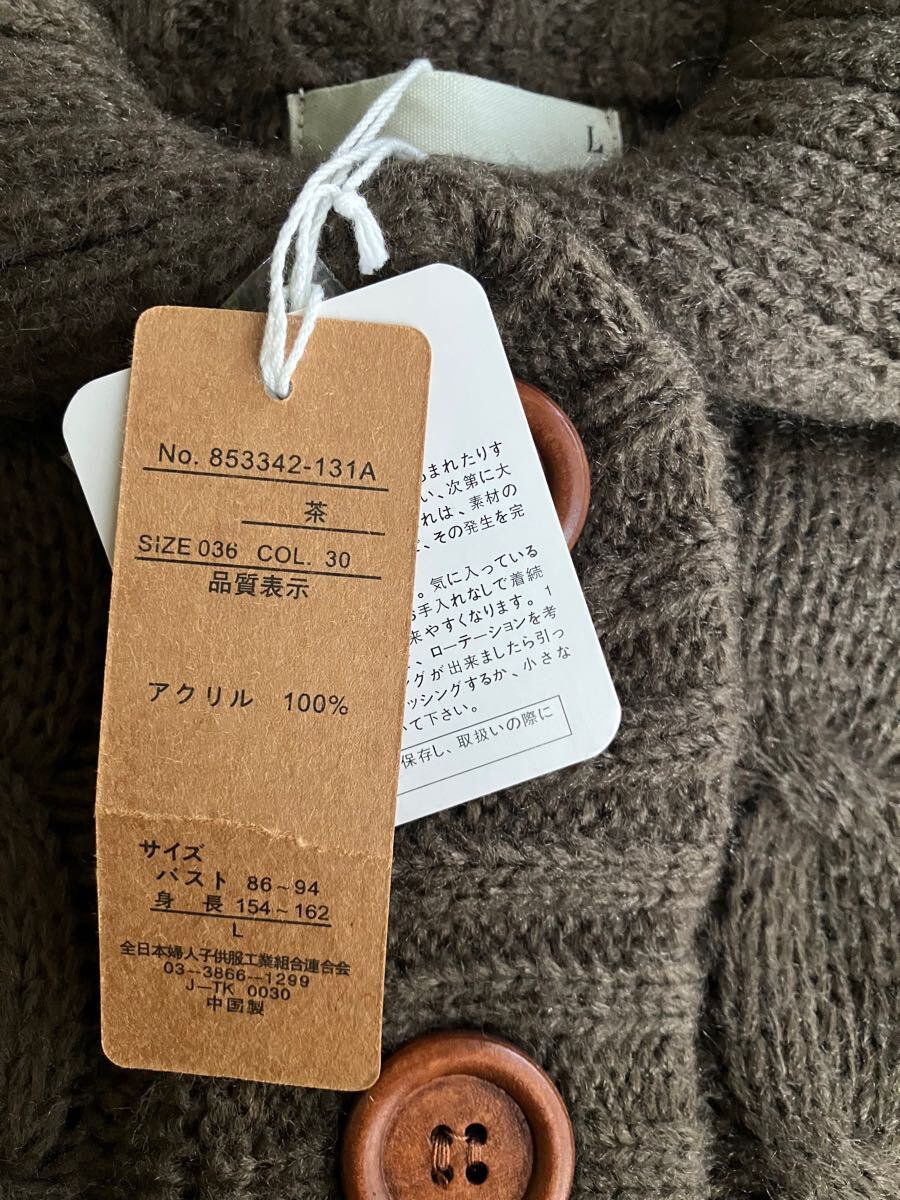 L
No. 853342-131A
茶
SIZE 036 COL. 30
品質表示
アクリル 100%
サイズ
バスト 86～94
身 長 154～162
L
全日本婦人子供服工業組合連合会
03-3866-1299
J-TK 0030
中国製
まれたりす
い、次第に大
れは、素材の
、その発生を完
。気に入っている
手入れなしで着続
来やすくなります。1
、ローテーションを考
グが出来ましたら引っ
ッシングするか、小さな
て下さい。
保存し、取扱いの際に